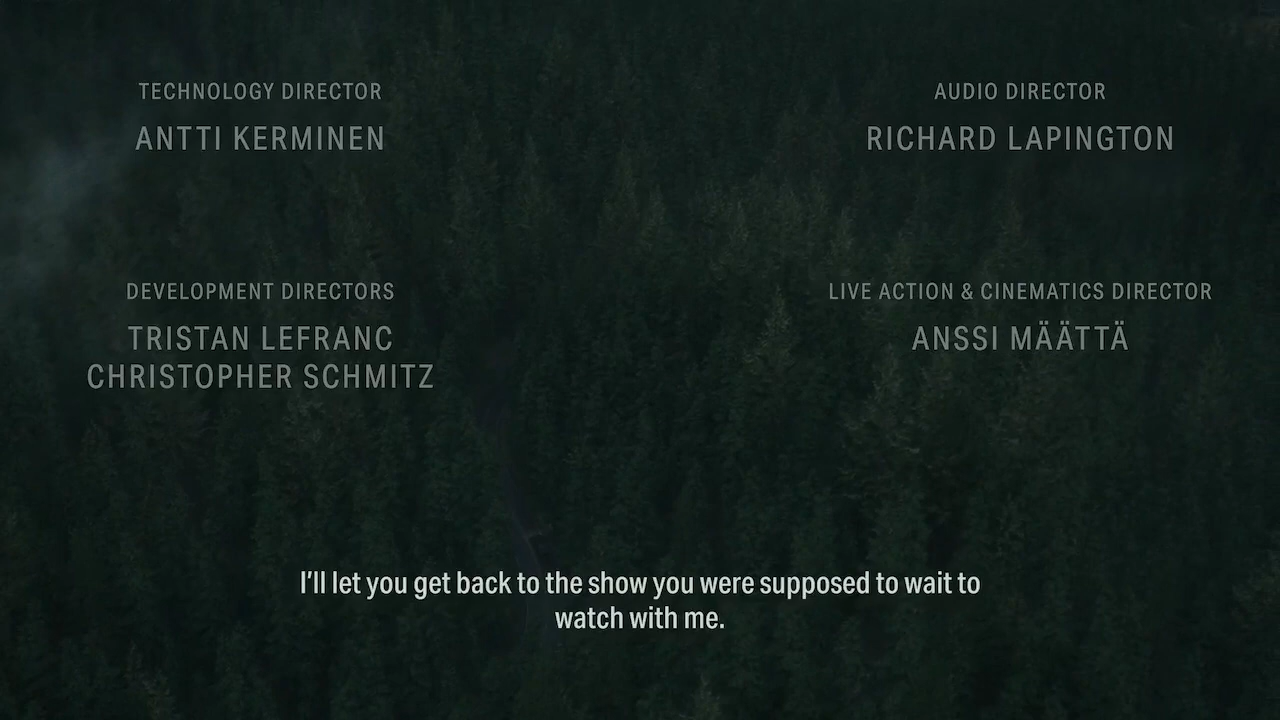 TECHNOLOGY DIRECTOR
ANTTI KERMINEN
AUDIO DIRECTOR
RICHARD LAPINGTON
DEVELOPMENT DIRECTORS
TRISTAN LEFRANC
CHRISTOPHER SCHMITZ
LIVE ACTION & CINEMATICS DIRECTOR
ANSSI MÄÄTTÄ
I'll let you get back to the show you were supposed to wait to
watch with me.